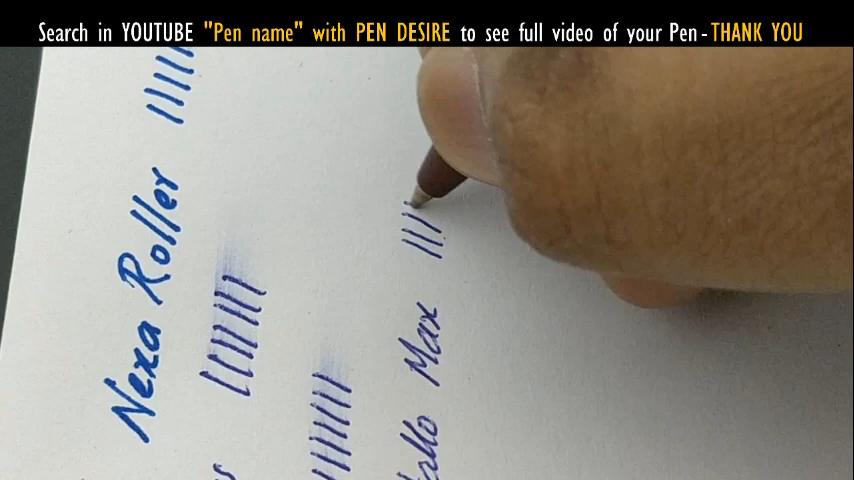 Search in YOUTUBE "Pen name" with PEN DESIRE to see full video of your Pen - THANK YOU
Nexa Roller
Max